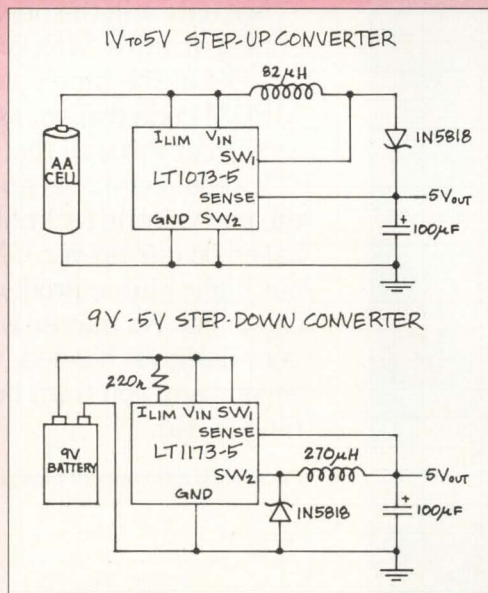 1V TO 5V STEP-UP CONVERTER
82µH
ILIM VIN
SW1
1N5818
AA
CELL
LT1073-5
SENSE
5VOUT
GND SW2
+
100µF
9V-5V STEP-DOWN CONVERTER
220Ω
ILIM VIN SW1
SENSE
9V
BATTERY
LT1173-5
270µH
SW2
5VOUT
GND
1N5818
+
100µF